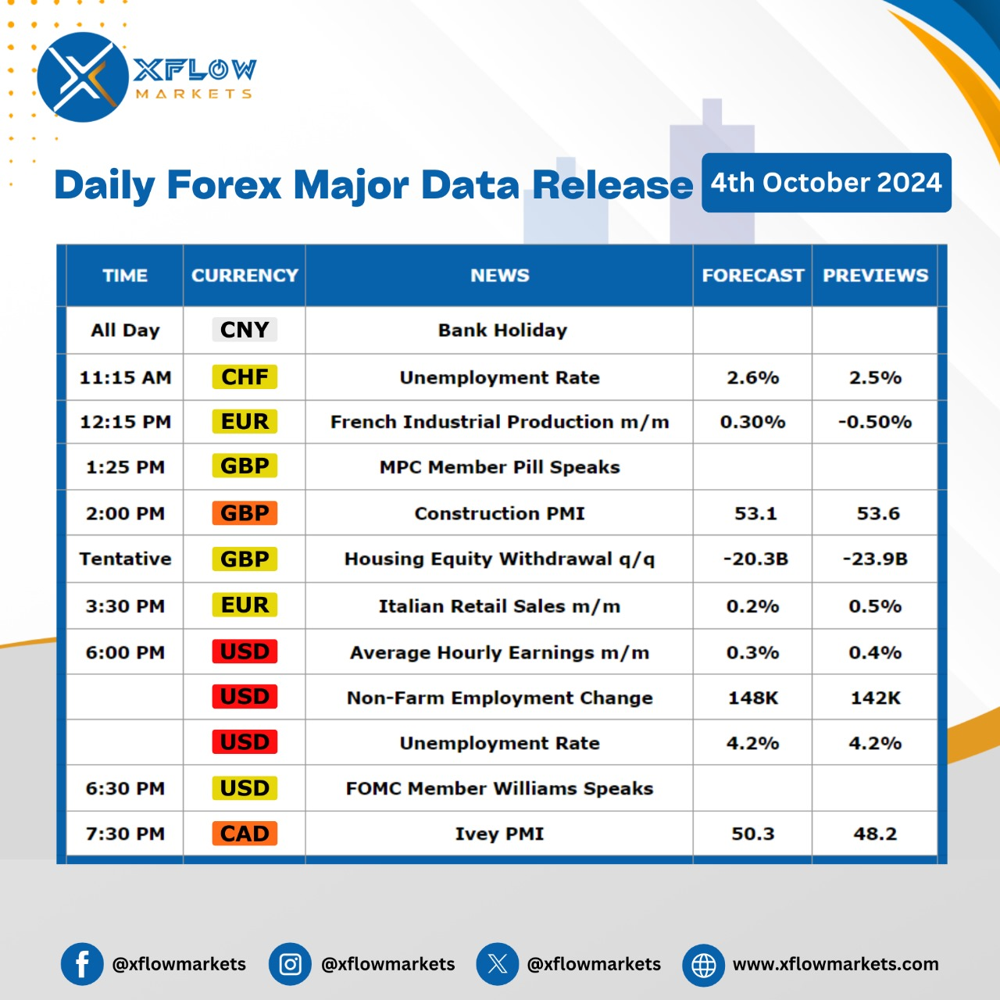 XFLOW
MARKETS
Daily Forex Major Data Release 4th October 2024
TIME CURRENCY NEWS FORECAST PREVIEWS
All Day CNY Bank Holiday
11:15 AM CHF Unemployment Rate 2.6% 2.5%
12:15 PM EUR French Industrial Production m/m 0.30% -0.50%
1:25 PM GBP MPC Member Pill Speaks
2:00 PM GBP Construction PMI 53.1 53.6
Tentative GBP Housing Equity Withdrawal q/q -20.3B -23.9B
3:30 PM EUR Italian Retail Sales m/m 0.2% 0.5%
6:00 PM USD Average Hourly Earnings m/m 0.3% 0.4%
USD Non-Farm Employment Change 148K 142K
USD Unemployment Rate 4.2% 4.2%
6:30 PM USD FOMC Member Williams Speaks
7:30 PM CAD Ivey PMI 50.3 48.2
@xflowmarkets @xflowmarkets @xflowmarkets www.xflowmarkets.com